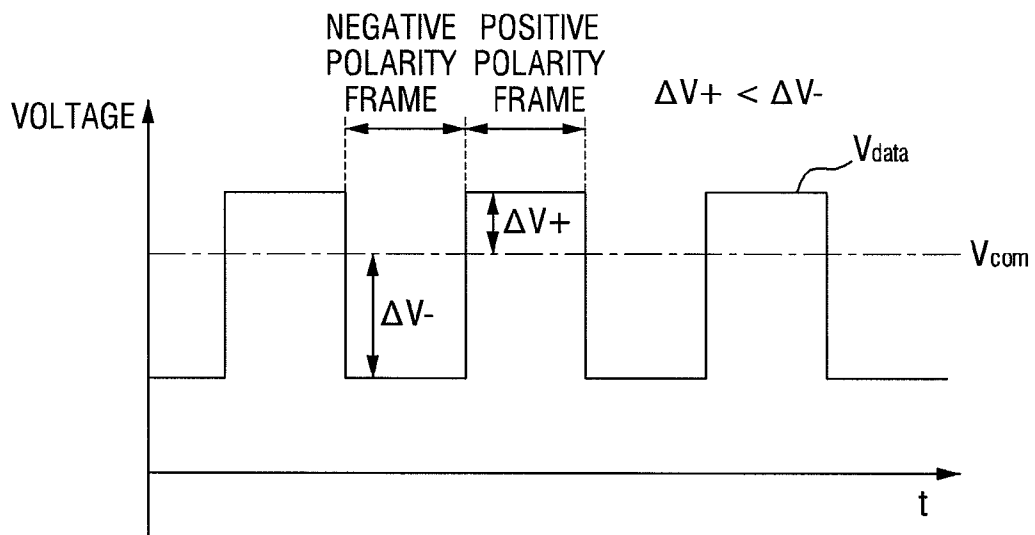 NEGATIVE
POLARITY
FRAME
POSITIVE
POLARITY
FRAME
ΔV+ < ΔV-
VOLTAGE
Vdata
ΔV+
Vcom
ΔV-
t